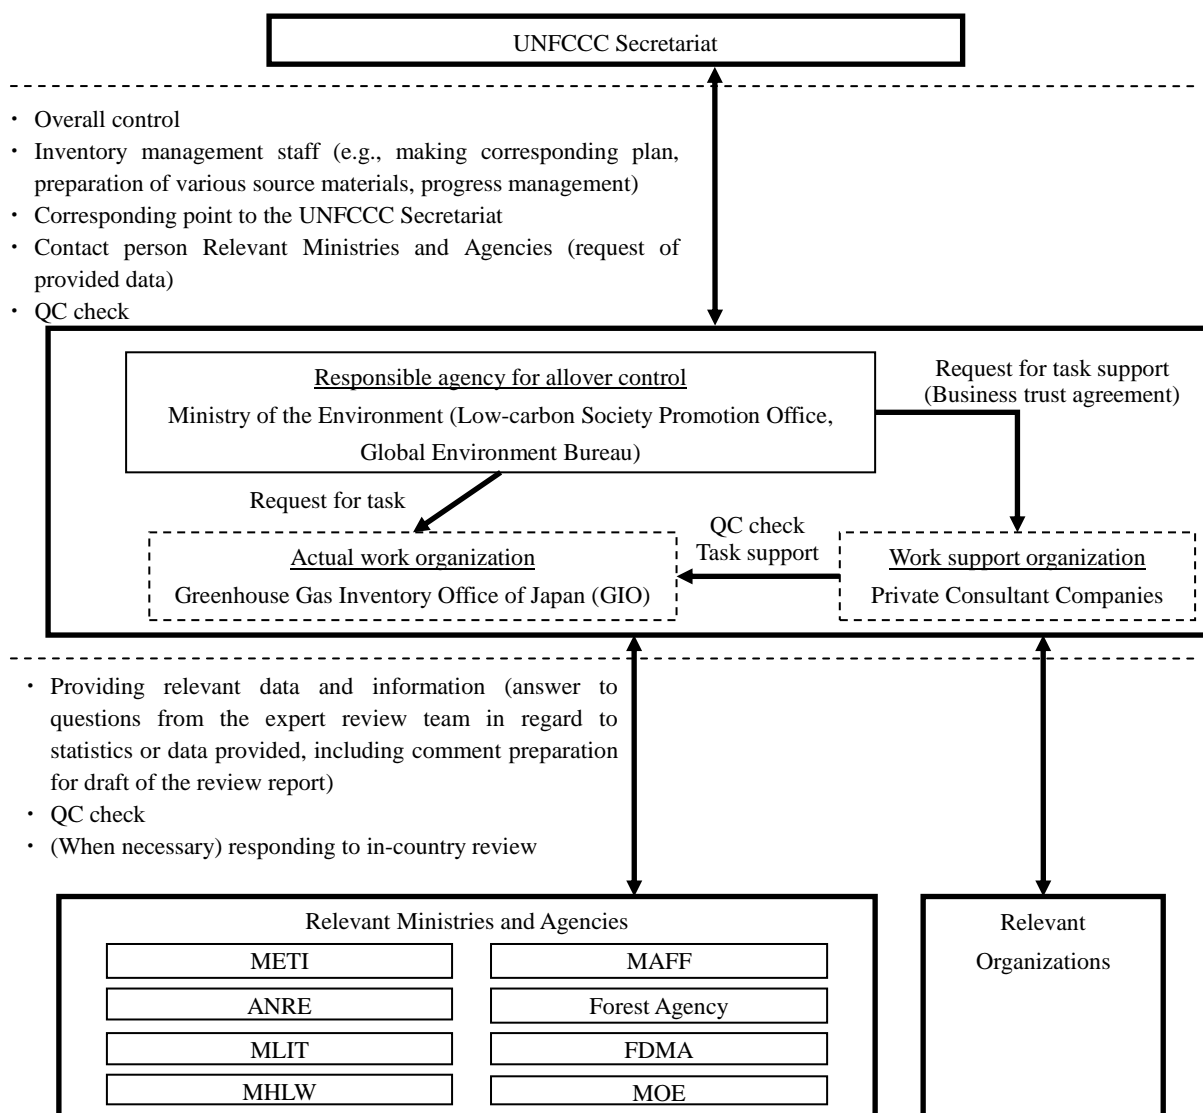 UNFCCC Secretariat
・ Overall control
・ Inventory management staff (e.g., making corresponding plan,
preparation of various source materials, progress management)
・ Corresponding point to the UNFCCC Secretariat
・ Contact person Relevant Ministries and Agencies (request of
provided data)
・ QC check
Responsible agency for allover control
Ministry of the Environment (Low-carbon Society Promotion Office,
Global Environment Bureau)
Request for task support
(Business trust agreement)
Request for task
QC check
Task support
Actual work organization
Greenhouse Gas Inventory Office of Japan (GIO)
Work support organization
Private Consultant Companies
・ Providing relevant data and information (answer to
questions from the expert review team in regard to
statistics or data provided, including comment preparation
for draft of the review report)
・ QC check
・ (When necessary) responding to in-country review
Relevant Ministries and Agencies
METI
MAFF
ANRE
Forest Agency
MLIT
FDMA
MHLW
MOE
Relevant
Organizations